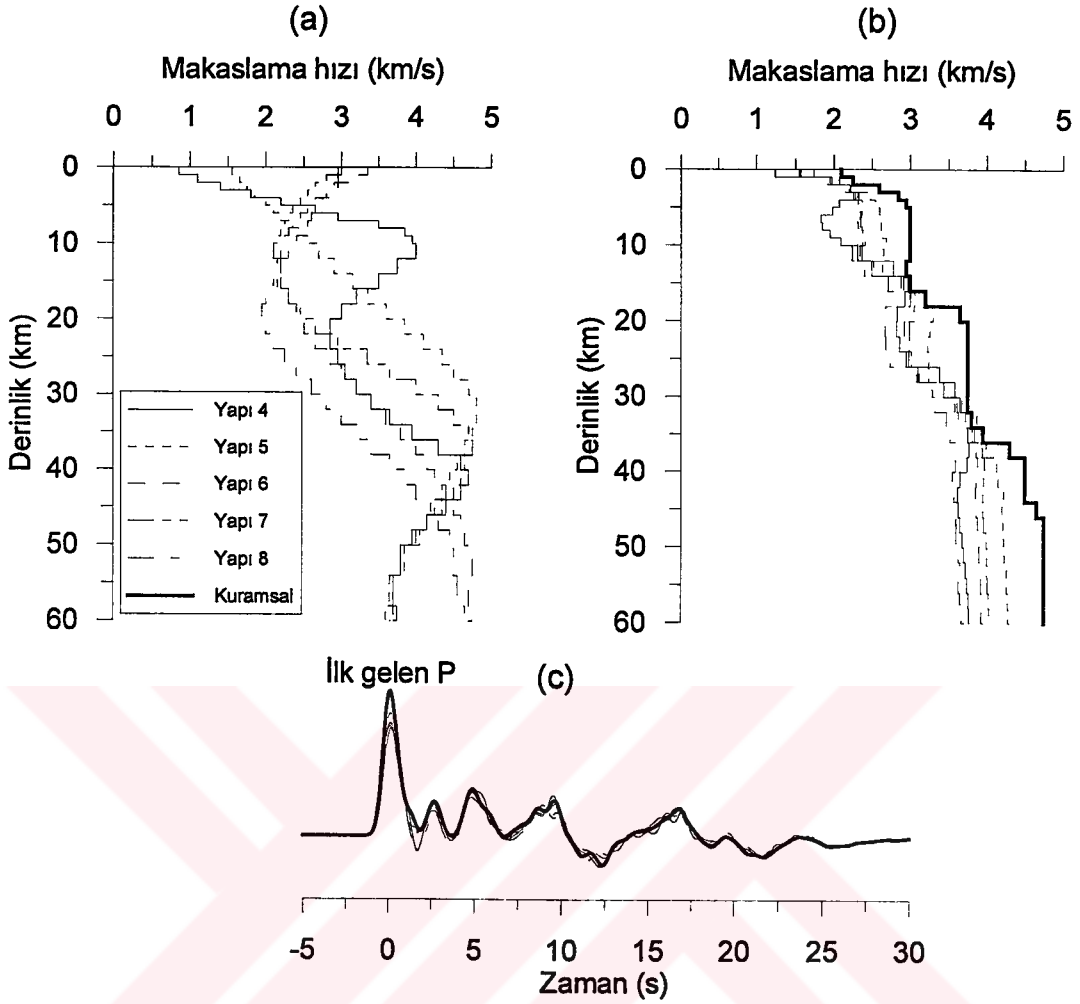 (a)
Makaslama hızı (km/s)
0 1 2 3 4 5
0
10
20
30
40
50
60
Derinlik (km)
Yapı 4
Yapı 5
Yapı 6
Yapı 7
Yapı 8
Kuramsal
(b)
Makaslama hızı (km/s)
0 1 2 3 4 5
0
10
20
30
40
50
60
Derinlik (km)
İlk gelen P
(c)
-5 0 5 10 15 20 25 30
Zaman (s)